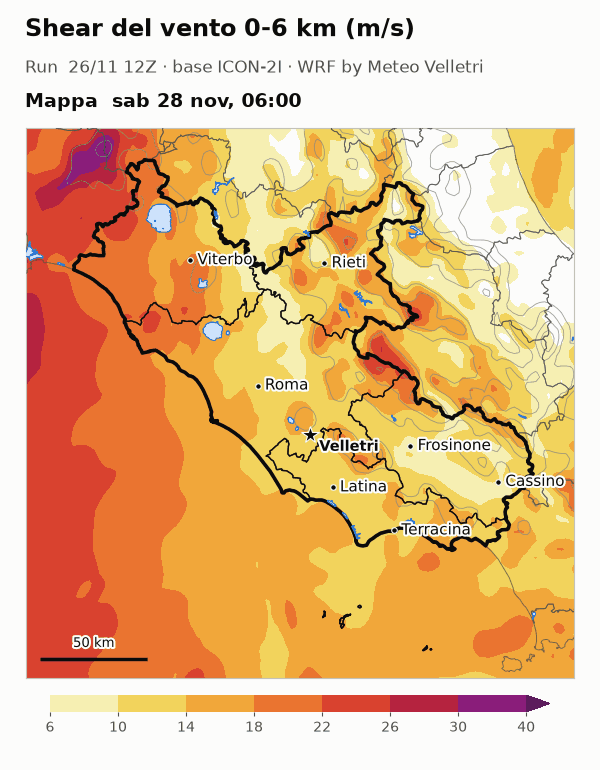 Shear del vento 0-6 km (m/s)
Run 26/11 12Z · base ICON-2I · WRF by Meteo Velletri
Mappa sab 28 nov, 06:00
Viterbo
Rieti
Roma
Velletri
Frosinone
Cassino
Latina
Terracina
50 km
6 10 14 18 22 26 30 40